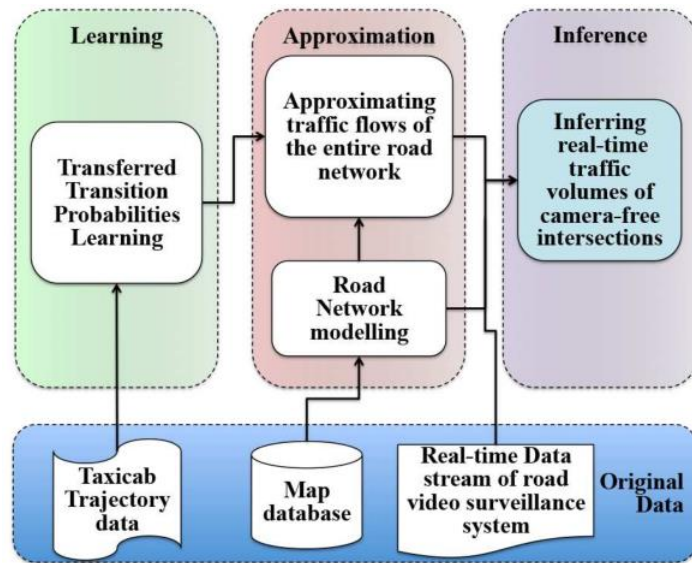 Learning
Transferred
Transition
Probabilities
Learning
Approximation
Approximating
traffic flows of
the entire road
network
Road
Network
modelling
Inference
Inferring
real-time
traffic
volumes of
camera-free
intersections
Taxicab
Trajectory
data
Map
database
Real-time Data
stream of road
video surveillance
system
Original
Data